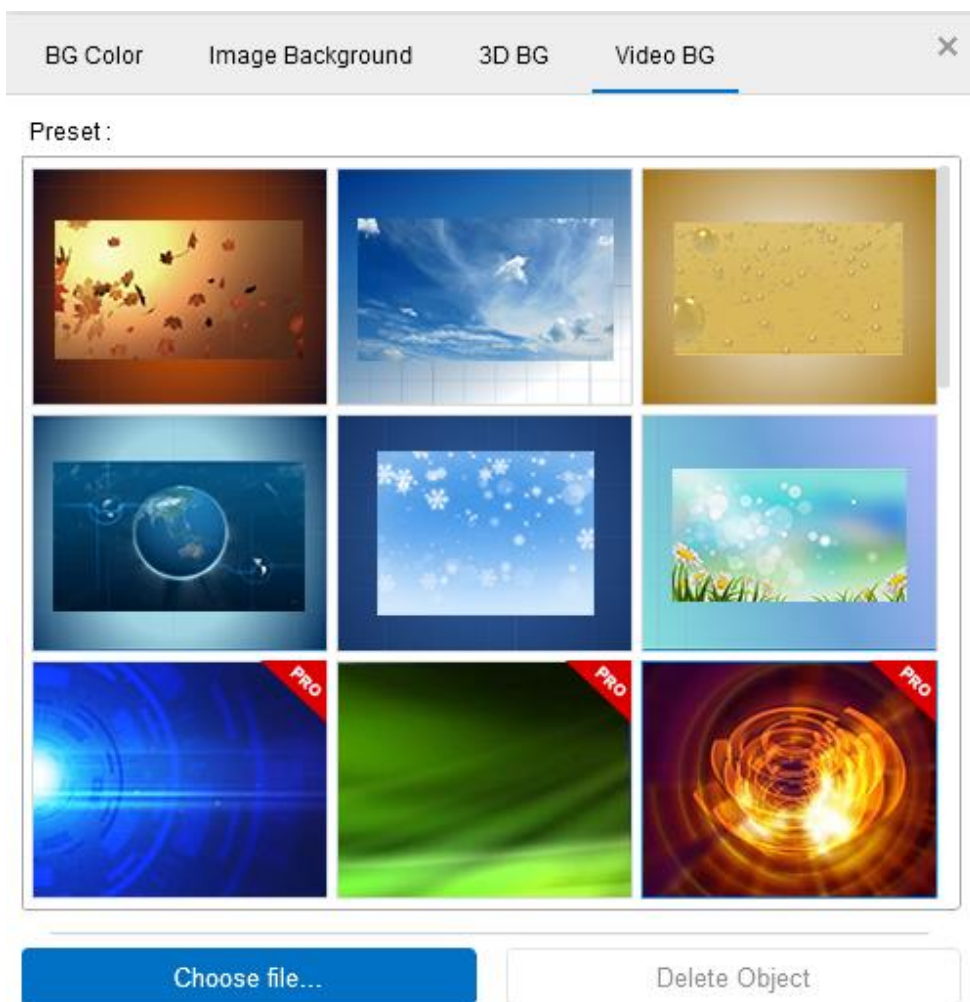 BG Color Image Background 3D BG Video BG ×
Preset :
PRO PRO PRO
Choose file... Delete Object